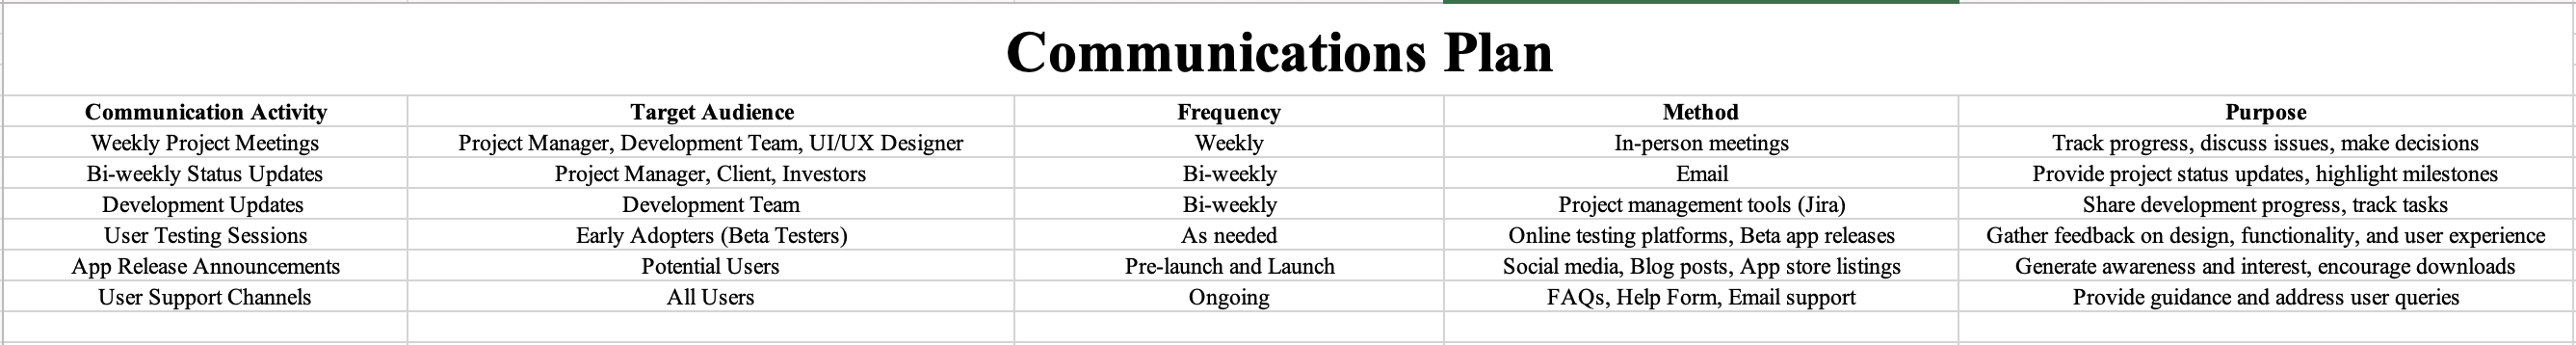 Communications Plan
Communication Activity Target Audience Frequency Method Purpose
Weekly Project Meetings Project Manager, Development Team, UI/UX Designer Weekly In-person meetings Track progress, discuss issues, make decisions
Bi-weekly Status Updates Project Manager, Client, Investors Bi-weekly Email Provide project status updates, highlight milestones
Development Updates Development Team Bi-weekly Project management tools (Jira) Share development progress, track tasks
User Testing Sessions Early Adopters (Beta Testers) As needed Online testing platforms, Beta app releases Gather feedback on design, functionality, and user experience
App Release Announcements Potential Users Pre-launch and Launch Social media, Blog posts, App store listings Generate awareness and interest, encourage downloads
User Support Channels All Users Ongoing FAQs, Help Form, Email support Provide guidance and address user queries